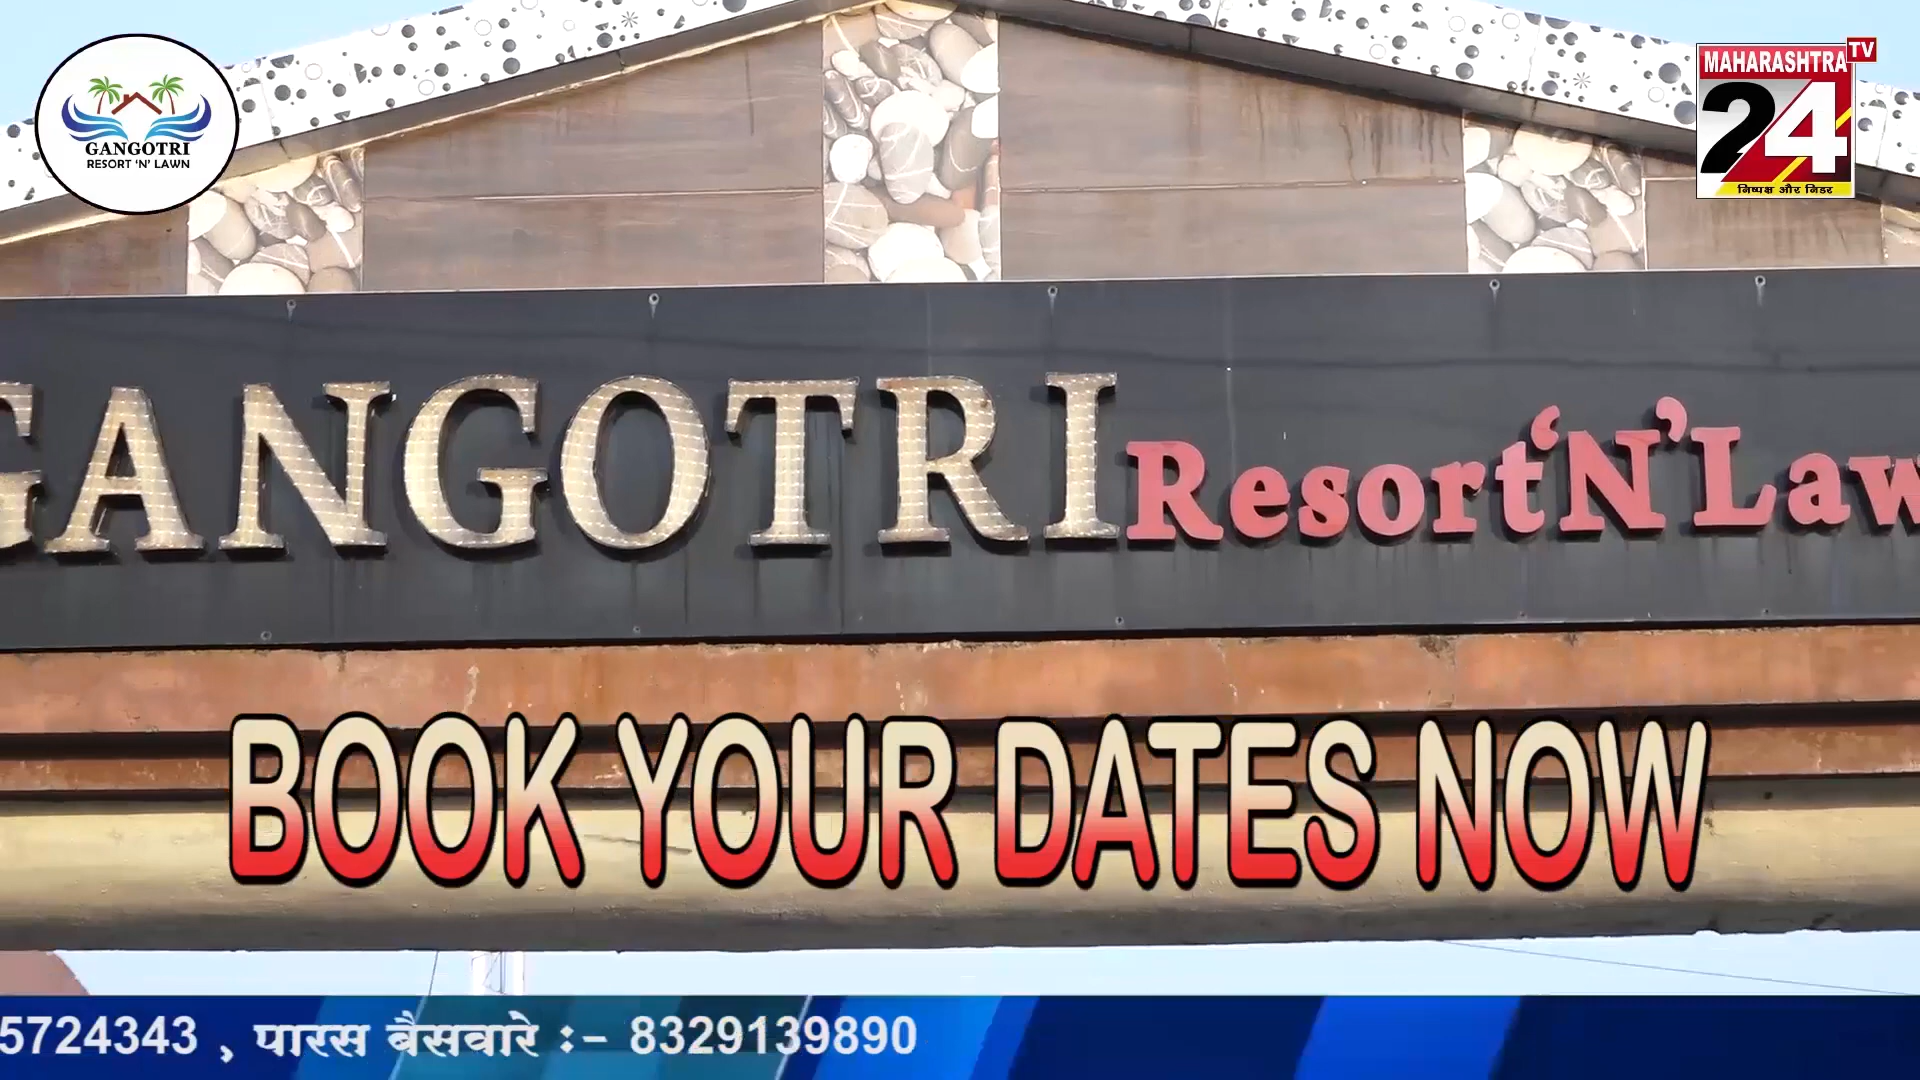 GANGOTRI
RESORT 'N' LAWN
MAHARASHTRA TV
24
निष्पक्ष और निडर
GANGOTRI Resort 'N' Law
BOOK YOUR DATES NOW
5724343 , पारस बैसवारे :- 8329139890